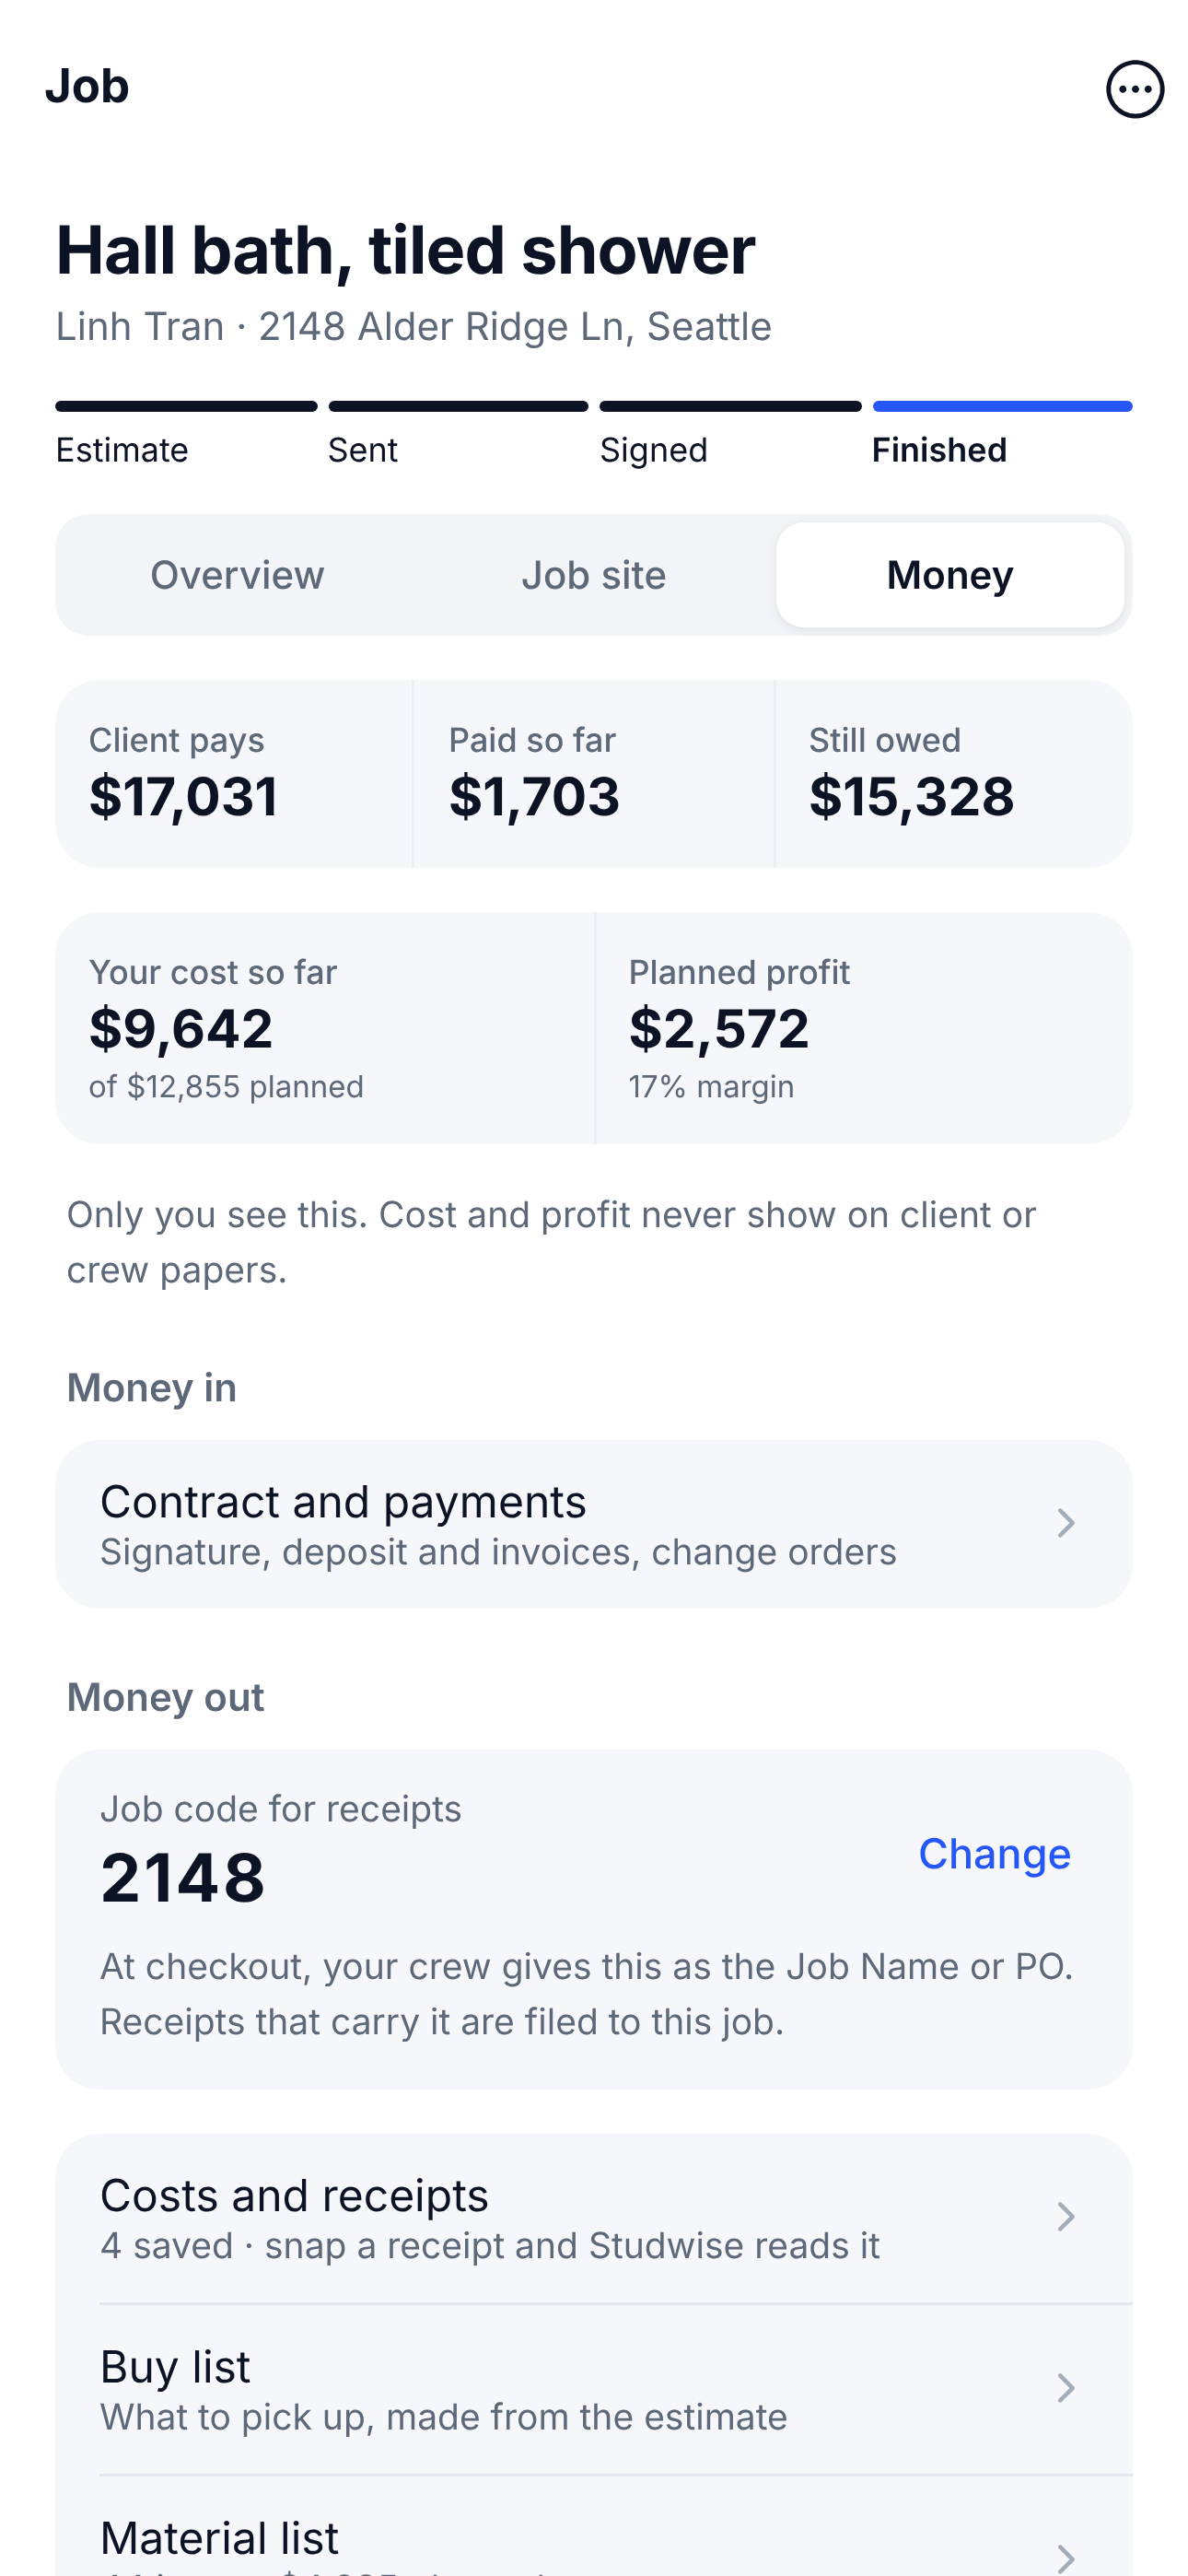 Job
Hall bath, tiled shower
Linh Tran · 2148 Alder Ridge Ln, Seattle
Estimate Sent Signed Finished
Overview Job site Money
Client pays Paid so far Still owed
$17,031 $1,703 $15,328
Your cost so far Planned profit
$9,642 $2,572
of $12,855 planned 17% margin
Only you see this. Cost and profit never show on client or
crew papers.
Money in
Contract and payments
Signature, deposit and invoices, change orders
Money out
Job code for receipts
2148
Change
At checkout, your crew gives this as the Job Name or PO.
Receipts that carry it are filed to this job.
Costs and receipts
4 saved · snap a receipt and Studwise reads it
Buy list
What to pick up, made from the estimate
Material list